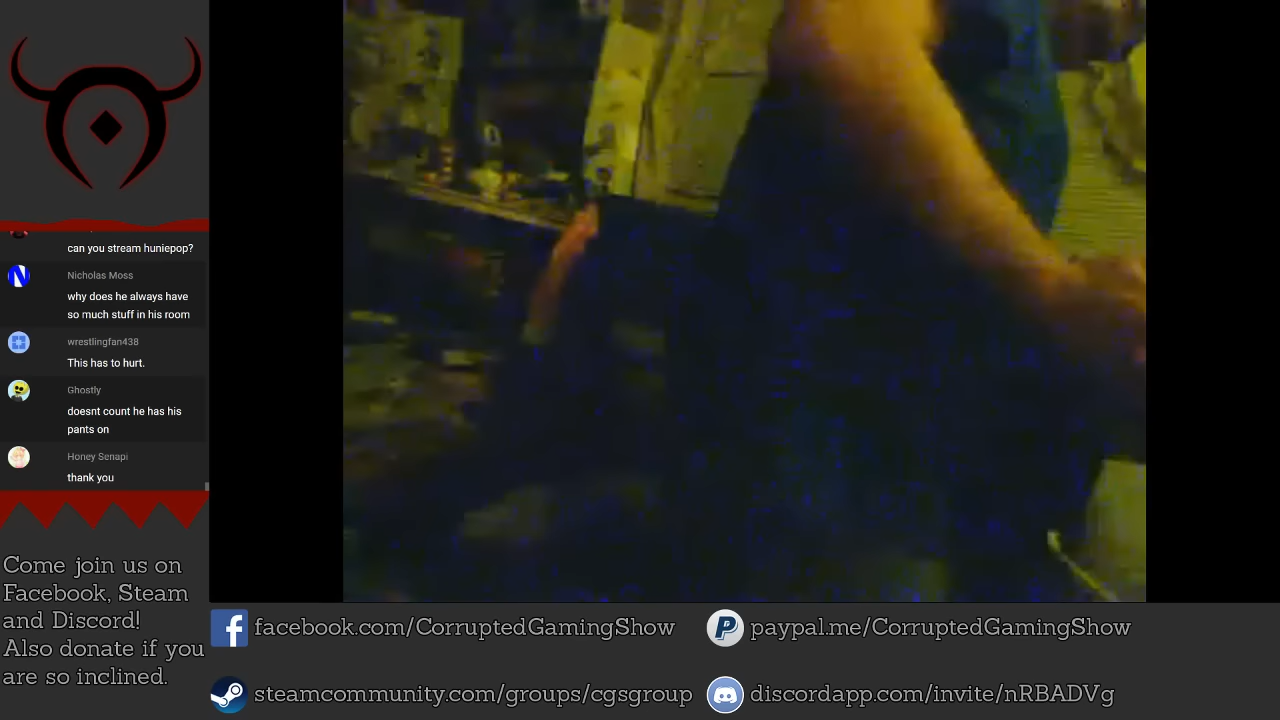 can you stream huniepop?
Nicholas Moss
why does he always have
so much stuff in his room
wrestlingfan438
This has to hurt.
Ghostly
doesnt count he has his
pants on
Honey Senapi
thank you
Come join us on
Facebook, Steam
and Discord!
Also donate if you
are so inclined.
facebook.com/CorruptedGamingShow
paypal.me/CorruptedGamingShow
steamcommunity.com/groups/cgsgroup
discordapp.com/invite/nRBADVg